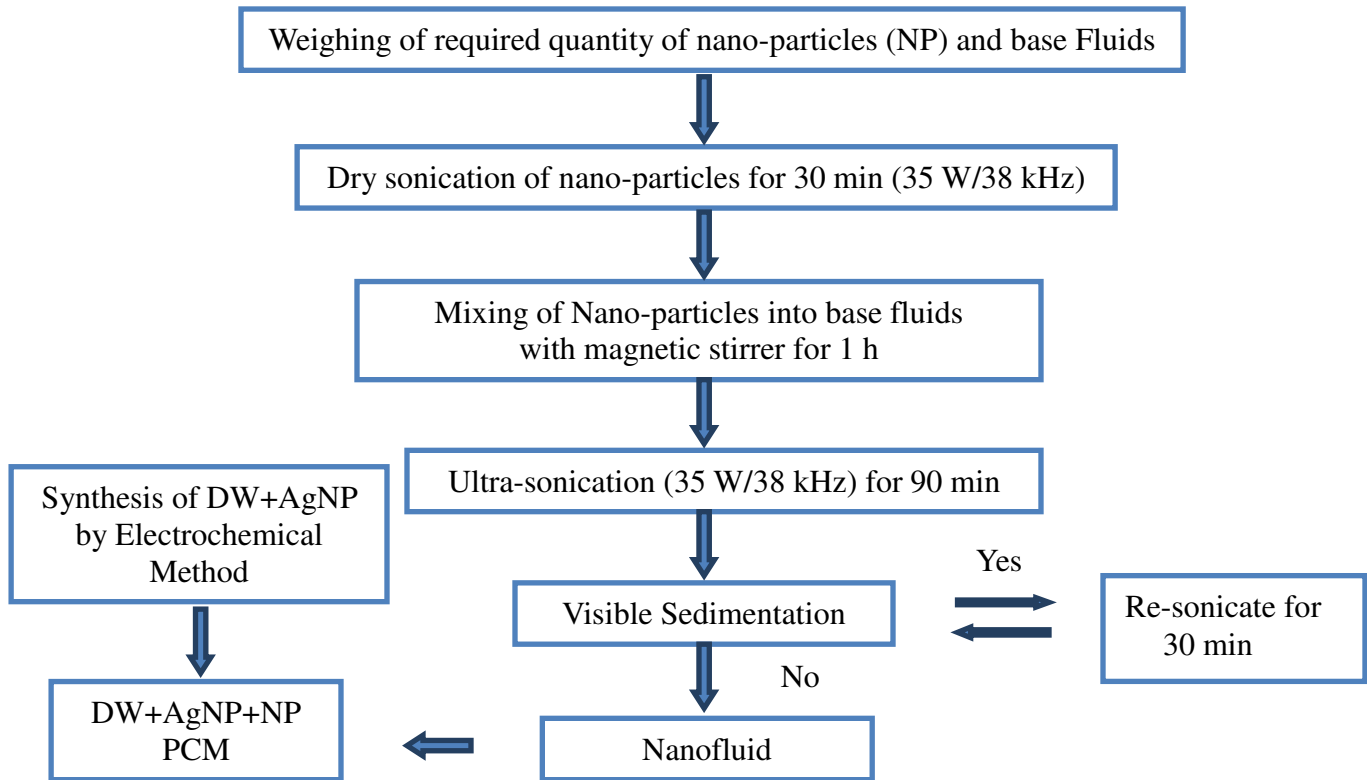 Weighing of required quantity of nano-particles (NP) and base Fluids
Dry sonication of nano-particles for 30 min (35 W/38 kHz)
Mixing of Nano-particles into base fluids
with magnetic stirrer for 1 h
Ultra-sonication (35 W/38 kHz) for 90 min
Synthesis of DW+AgNP
by Electrochemical
Method
Yes
Visible Sedimentation
Re-sonicate for
30 min
No
DW+AgNP+NP
PCM
Nanofluid